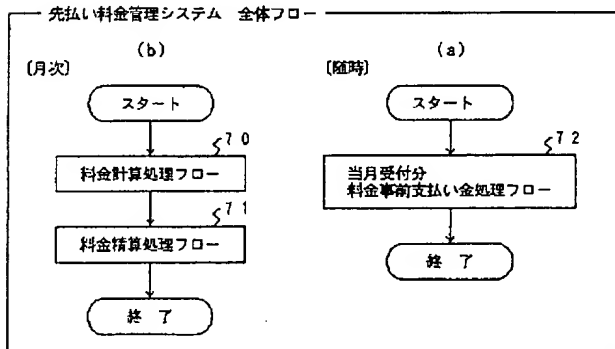 先払い料金管理システム 全体フロー
(b)
[月次]
スタート
70
料金計算処理フロー
71
料金精算処理フロー
終 了
(a)
[随時]
スタート
72
当月受付分
料金事前支払い金処理フロー
終 了